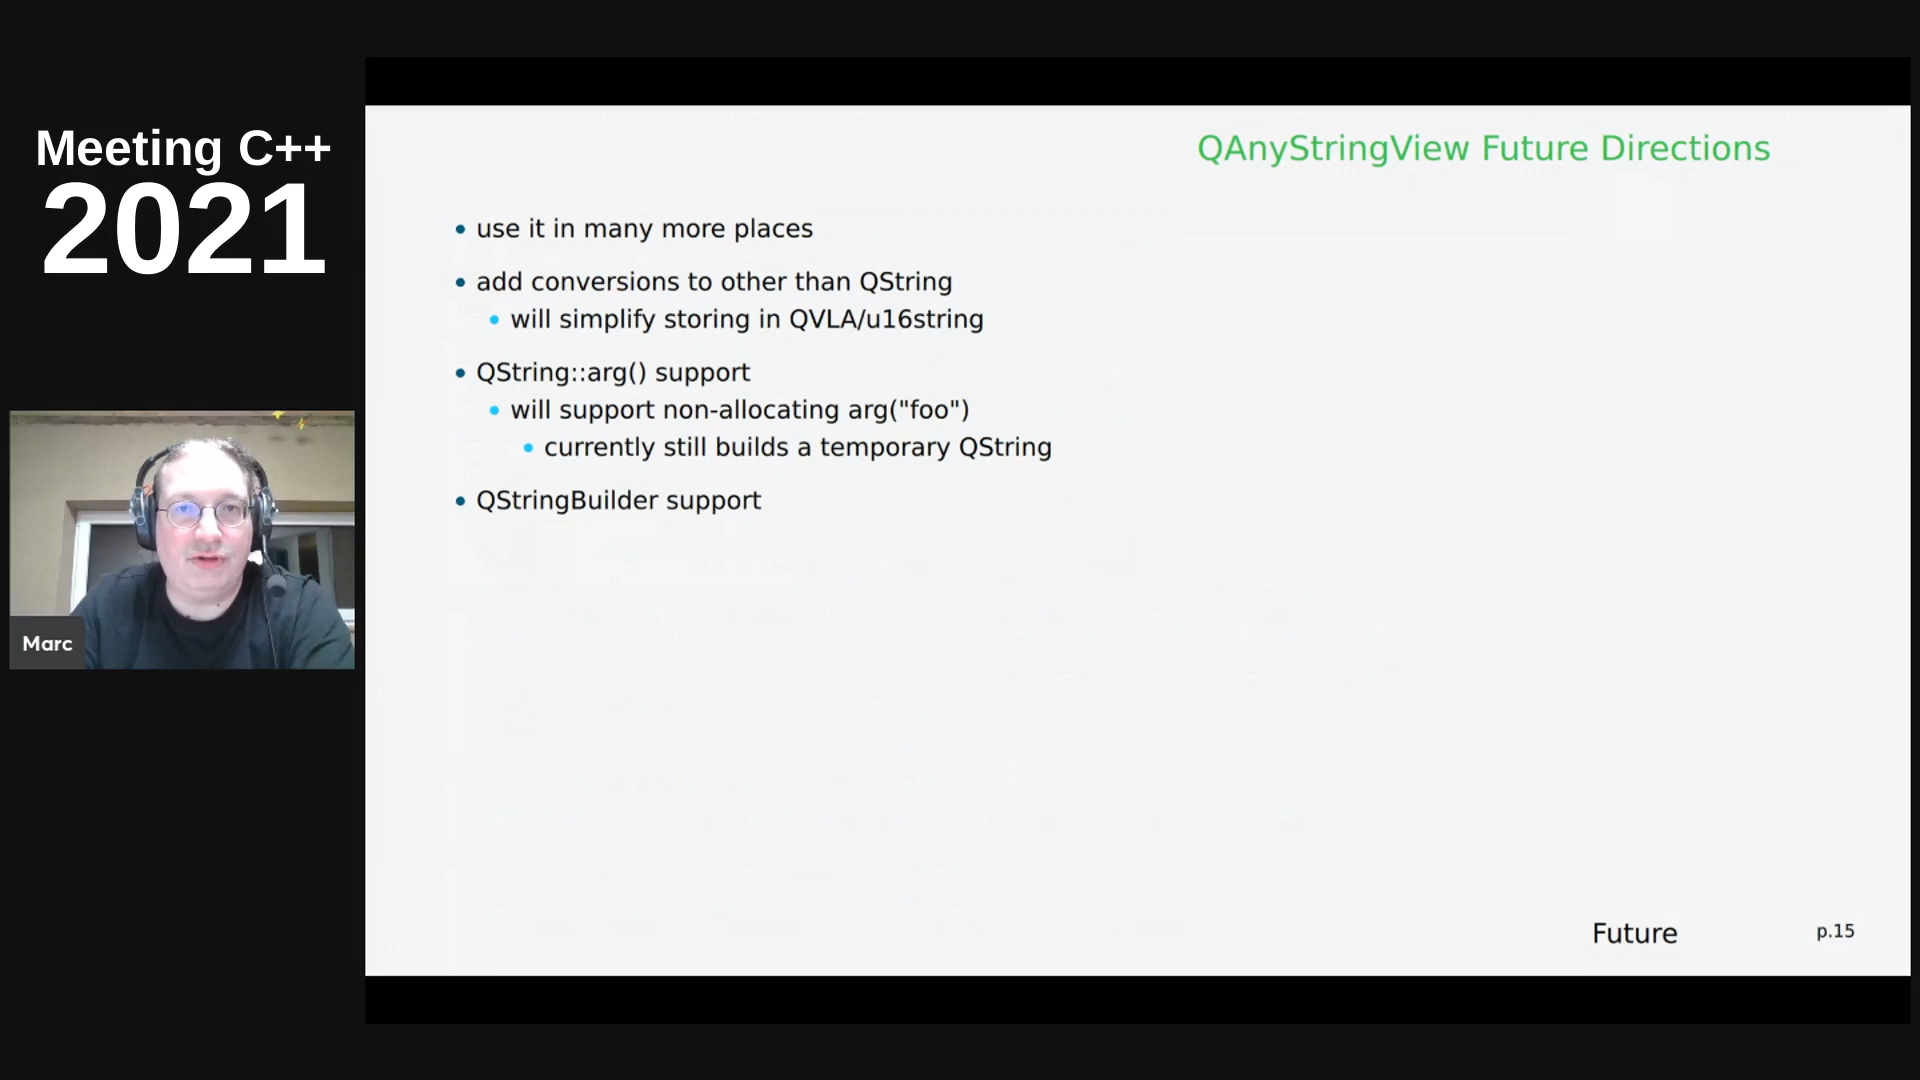 Meeting C++
2021
Marc
QAnyStringView Future Directions
• use it in many more places
• add conversions to other than QString
• will simplify storing in QVLA/u16string
• QString::arg() support
• will support non-allocating arg("foo")
• currently still builds a temporary QString
• QStringBuilder support
Future
p.15